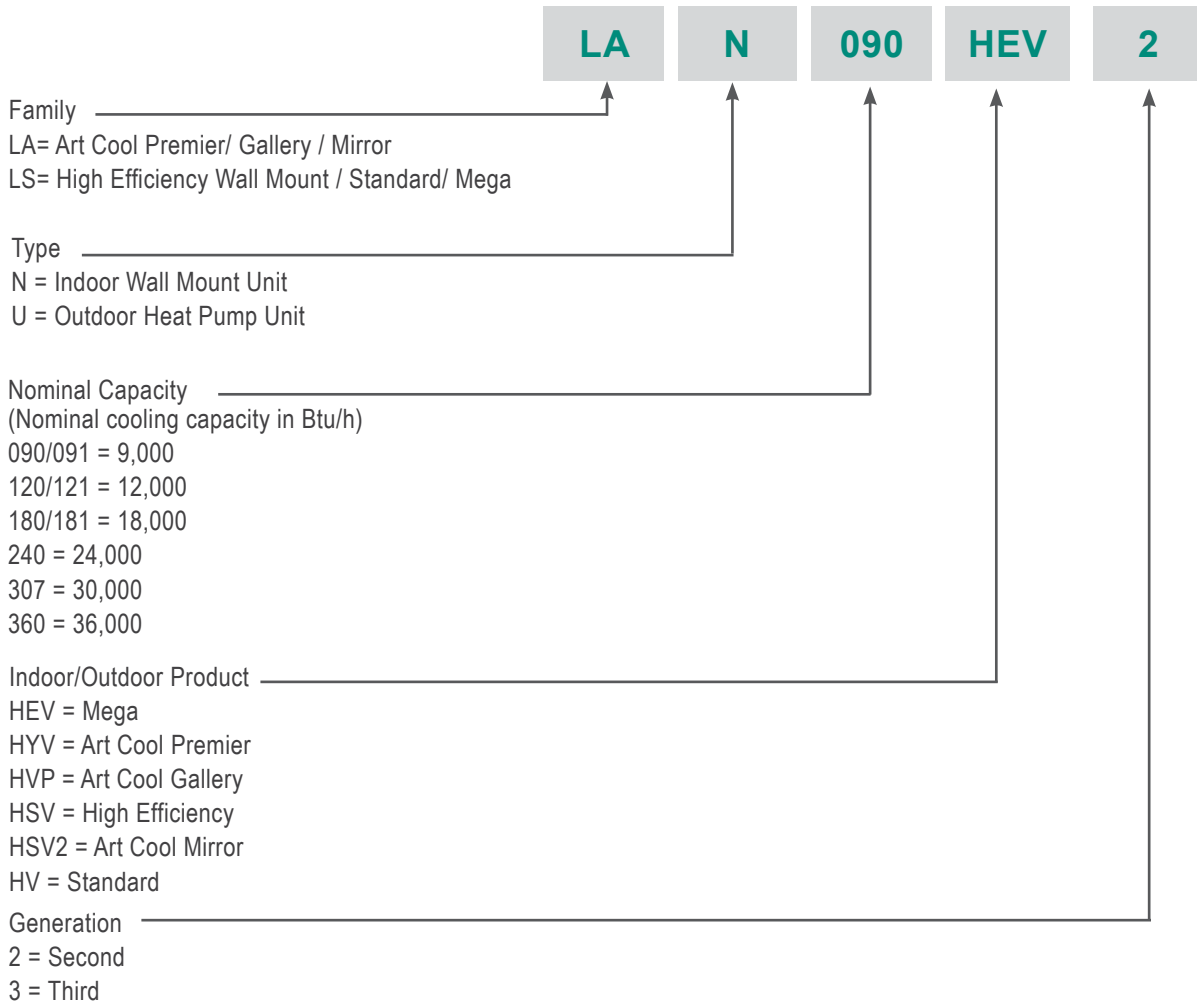 LA N 090 HEV 2
Family
LA= Art Cool Premier/ Gallery / Mirror
LS= High Efficiency Wall Mount / Standard/ Mega
Type
N = Indoor Wall Mount Unit
U = Outdoor Heat Pump Unit
Nominal Capacity
(Nominal cooling capacity in Btu/h)
090/091 = 9,000
120/121 = 12,000
180/181 = 18,000
240 = 24,000
307 = 30,000
360 = 36,000
Indoor/Outdoor Product
HEV = Mega
HYV = Art Cool Premier
HVP = Art Cool Gallery
HSV = High Efficiency
HSV2 = Art Cool Mirror
HV = Standard
Generation
2 = Second
3 = Third